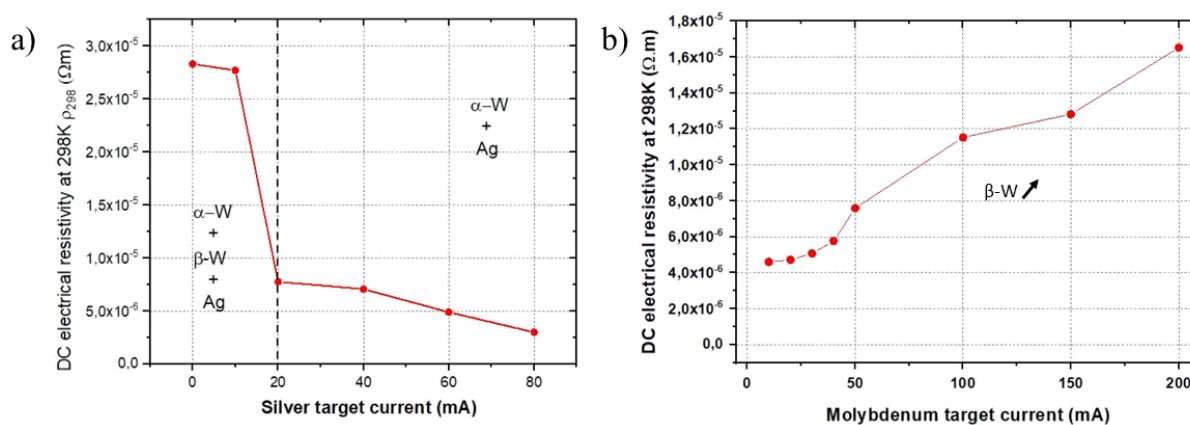 a)
DC electrical resistivity at 298K ρ₂₉₈ (Ωm)
3,0x10⁻⁵
2,5x10⁻⁵
2,0x10⁻⁵
1,5x10⁻⁵
1,0x10⁻⁵
5,0x10⁻⁶
0,0
α–W
+
β-W
+
Ag
α–W
+
Ag
0 20 40 60 80
Silver target current (mA)
b)
DC electrical resistivity at 298K (Ω.m)
1,8x10⁻⁵
1,6x10⁻⁵
1,4x10⁻⁵
1,2x10⁻⁵
1,0x10⁻⁵
8,0x10⁻⁶
6,0x10⁻⁶
4,0x10⁻⁶
2,0x10⁻⁶
0,0
β-W
0 50 100 150 200
Molybdenum target current (mA)